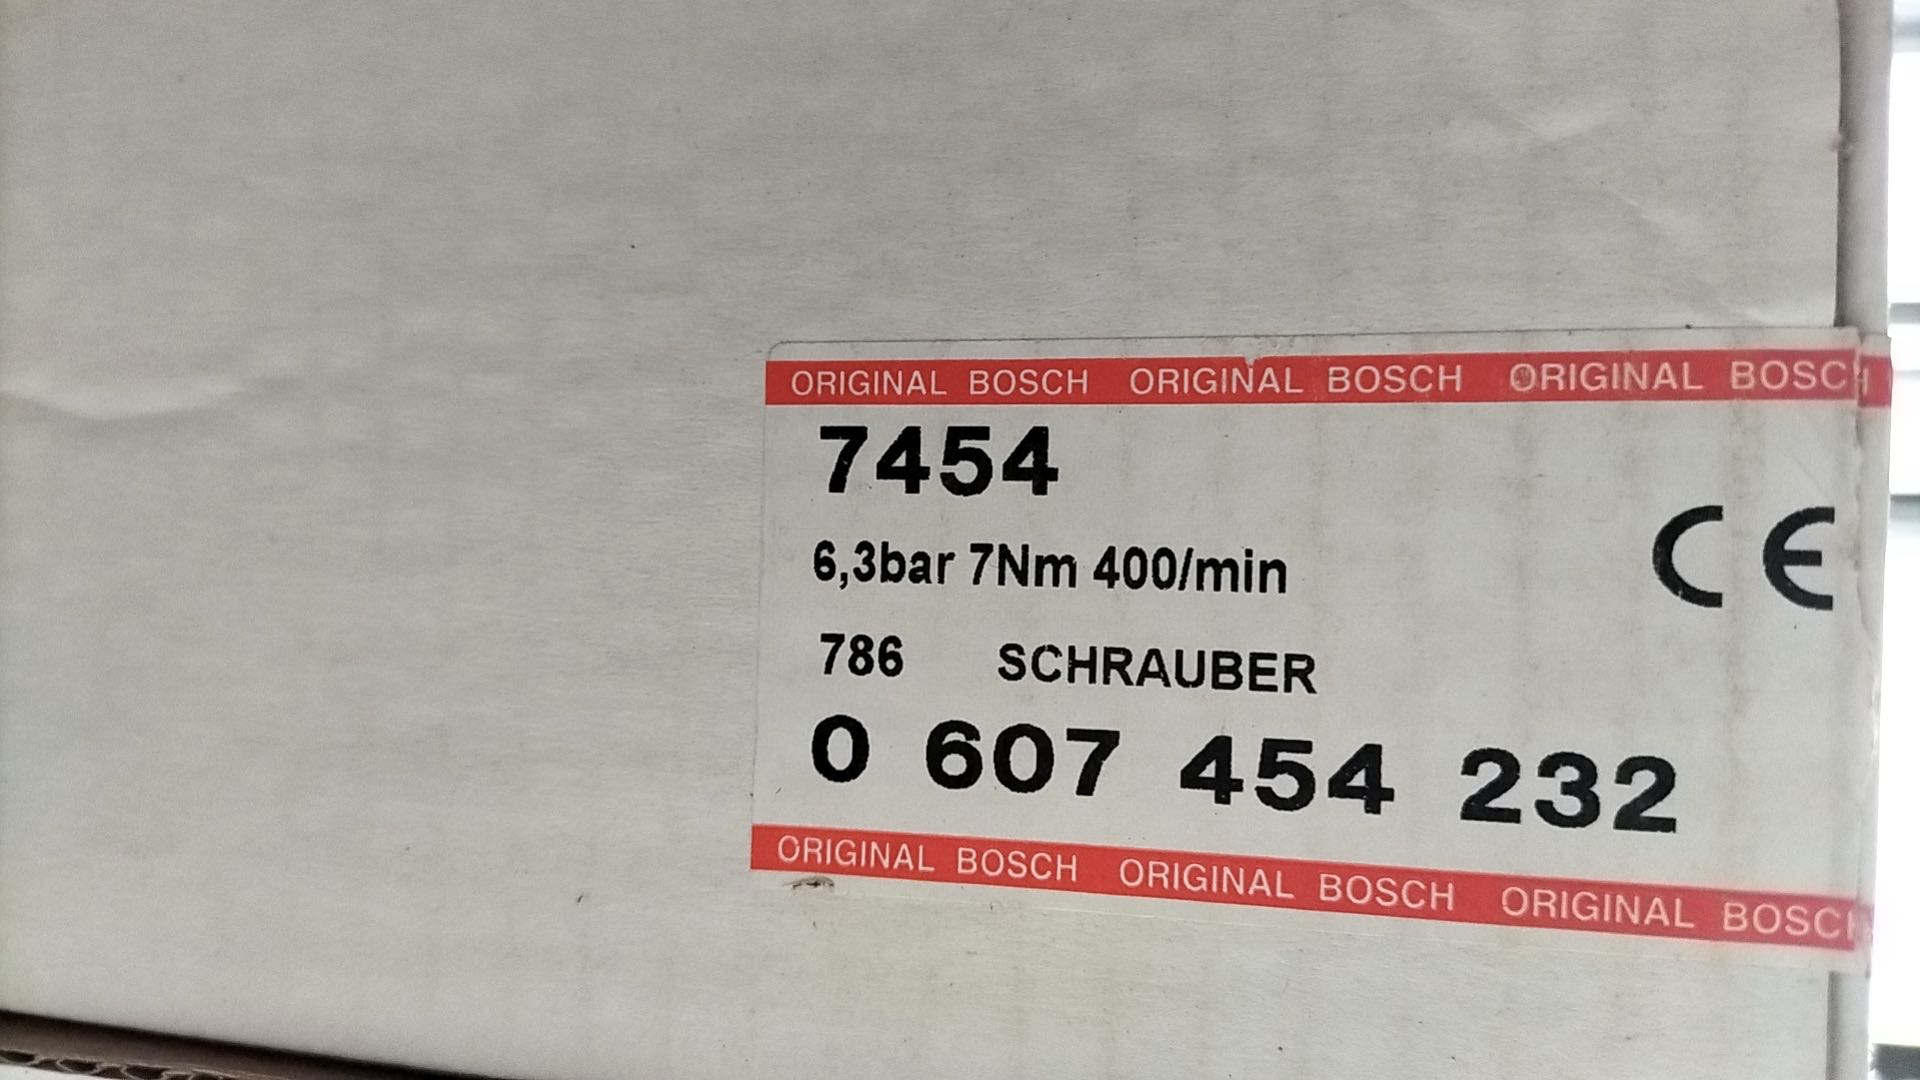 ORIGINAL BOSCH ORIGINAL BOSCH ORIGINAL BOSCH
7454
CE
6,3bar 7Nm 400/min
786 SCHRAUBER
0 607 454 232
ORIGINAL BOSCH ORIGINAL BOSCH ORIGINAL BOSCH